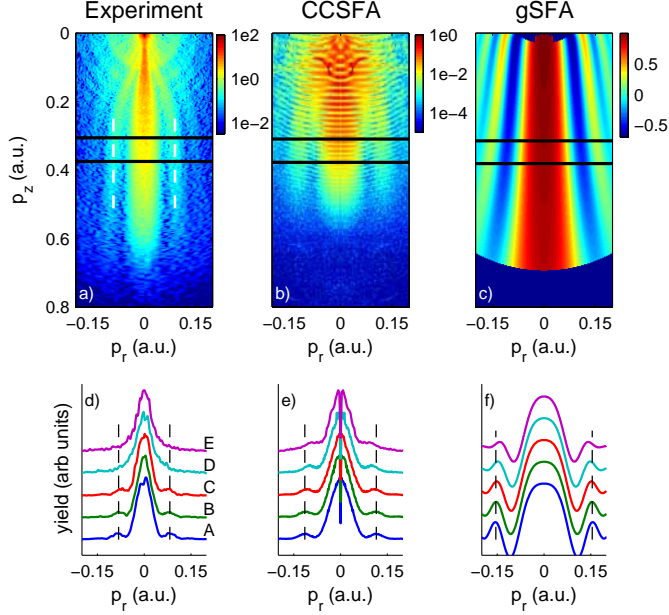 Experiment CCSFA gSFA
0 1e2 1e0 0.5
0.2 1e0 1e−2 0
0.4 1e−2 1e−4 −0.5
0.6
0.8
p_z (a.u.)
a) b) c)
−0.15 0 0.15 −0.15 0 0.15 −0.15 0 0.15
p_r (a.u.) p_r (a.u.) p_r (a.u.)
d) e) f)
yield (arb units)
E
D
C
B
A
−0.15 0 0.15 −0.15 0 0.15 −0.15 0 0.15
p_r (a.u.) p_r (a.u.) p_r (a.u.)